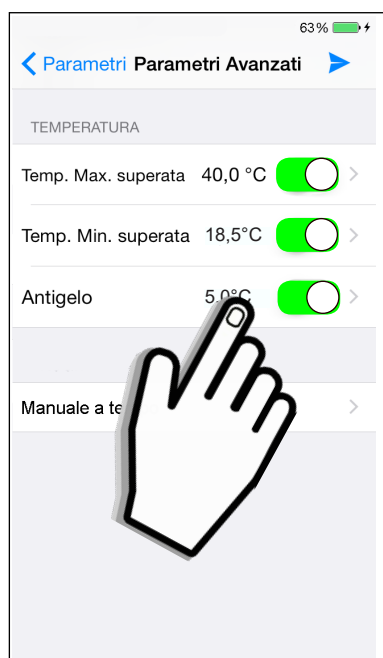 63%
Parametri Parametri Avanzati
TEMPERATURA
Temp. Max. superata 40,0 °C
Temp. Min. superata 18,5°C
Antigelo 5,0°C
Manuale a